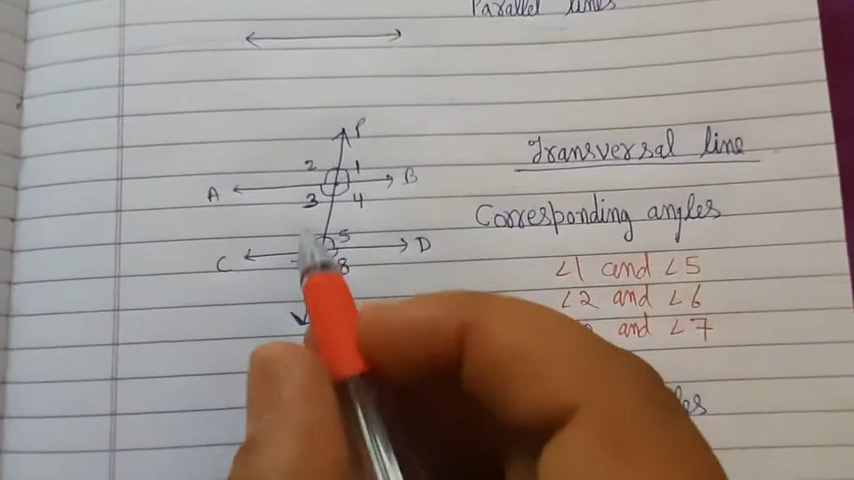 Parallel lines
P
2 1
A B
3 4
5
C D
8
Transversal line
Corresponding angles
∠1 and ∠5
∠2 and ∠6
and ∠7